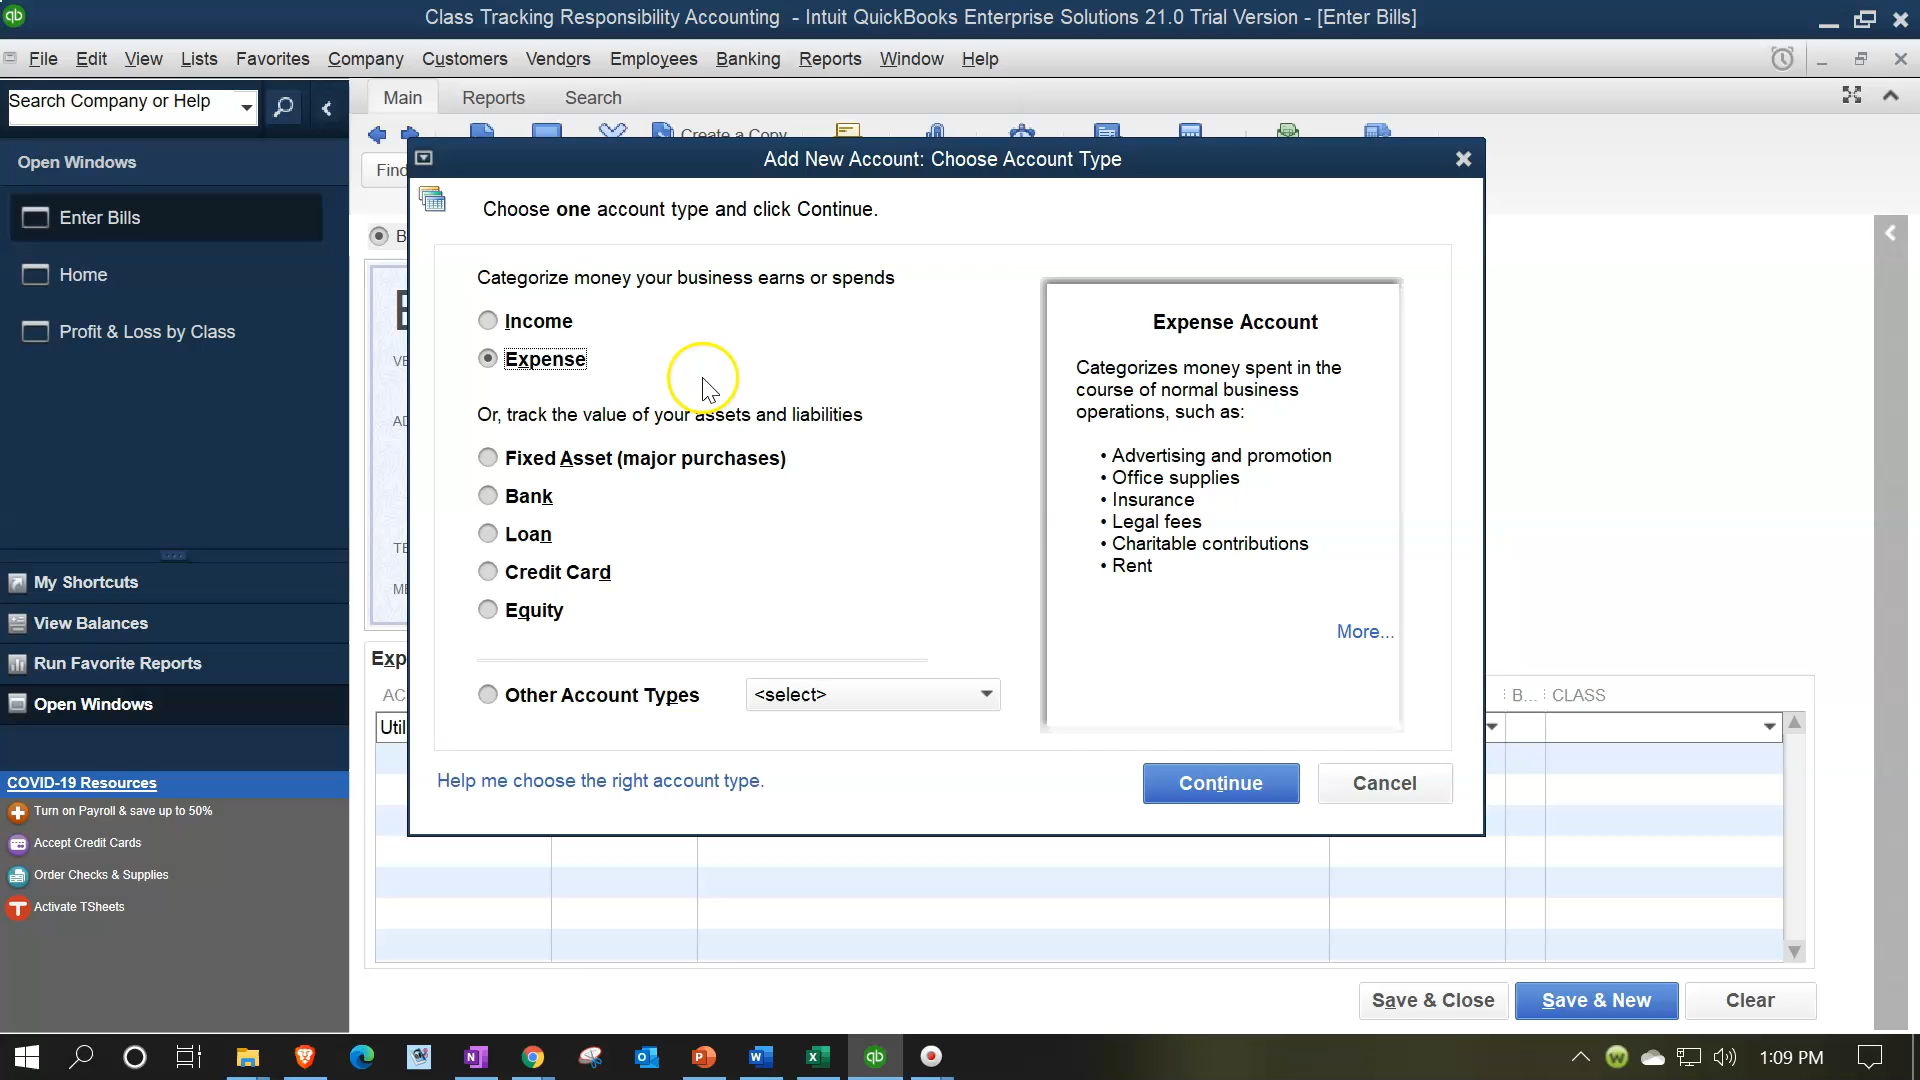 Class Tracking Responsibility Accounting - Intuit QuickBooks Enterprise Solutions 21.0 Trial Version - [Enter Bills]
File Edit View Lists Favorites Company Customers Vendors Employees Banking Reports Window Help
Search Company or Help
Main Reports Search
Create a Copy
Find
Open Windows
Enter Bills
Home
Profit & Loss by Class
My Shortcuts
View Balances
Run Favorite Reports
Open Windows
COVID-19 Resources
Turn on Payroll & save up to 50%
Accept Credit Cards
Order Checks & Supplies
Activate TSheets
Add New Account: Choose Account Type
Choose one account type and click Continue.
Categorize money your business earns or spends
Income
Expense
Or, track the value of your assets and liabilities
Fixed Asset (major purchases)
Bank
Loan
Credit Card
Equity
Other Account Types <select>
Expense Account
Categorizes money spent in the
course of normal business
operations, such as:
• Advertising and promotion
• Office supplies
• Insurance
• Legal fees
• Charitable contributions
• Rent
More...
Help me choose the right account type.
Continue Cancel
Exp
AC
B... CLASS
Util
Save & Close Save & New Clear
1:09 PM